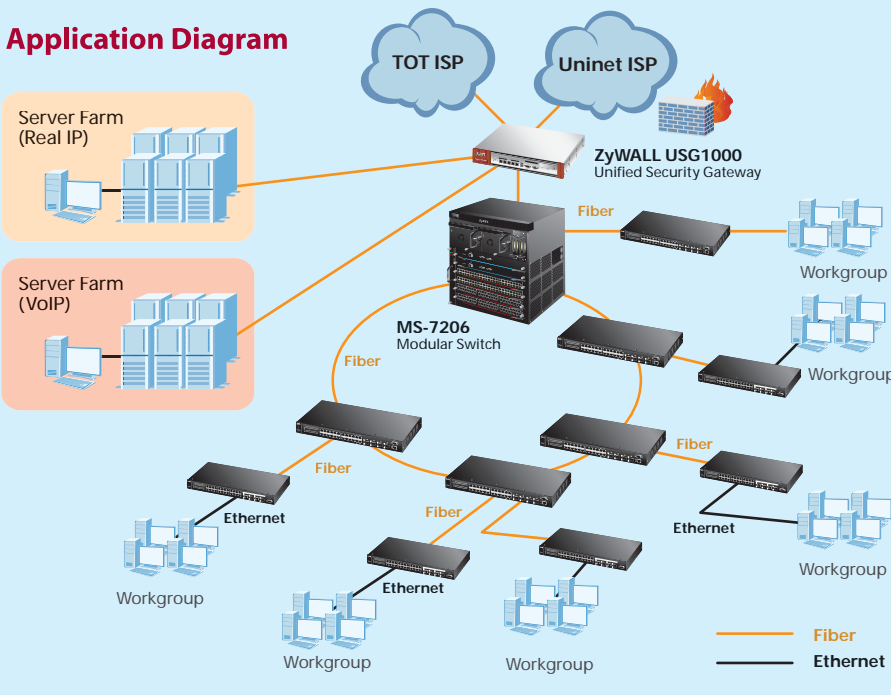 Application Diagram
TOT ISP
Uninet ISP
Server Farm
(Real IP)
ZyWALL USG1000
Unified Security Gateway
Fiber
Workgroup
Server Farm
(VoIP)
MS-7206
Modular Switch
Fiber
Workgroup
Fiber
Fiber
Ethernet
Fiber
Ethernet
Workgroup
Workgroup
Ethernet
Workgroup
Workgroup
Fiber
Ethernet